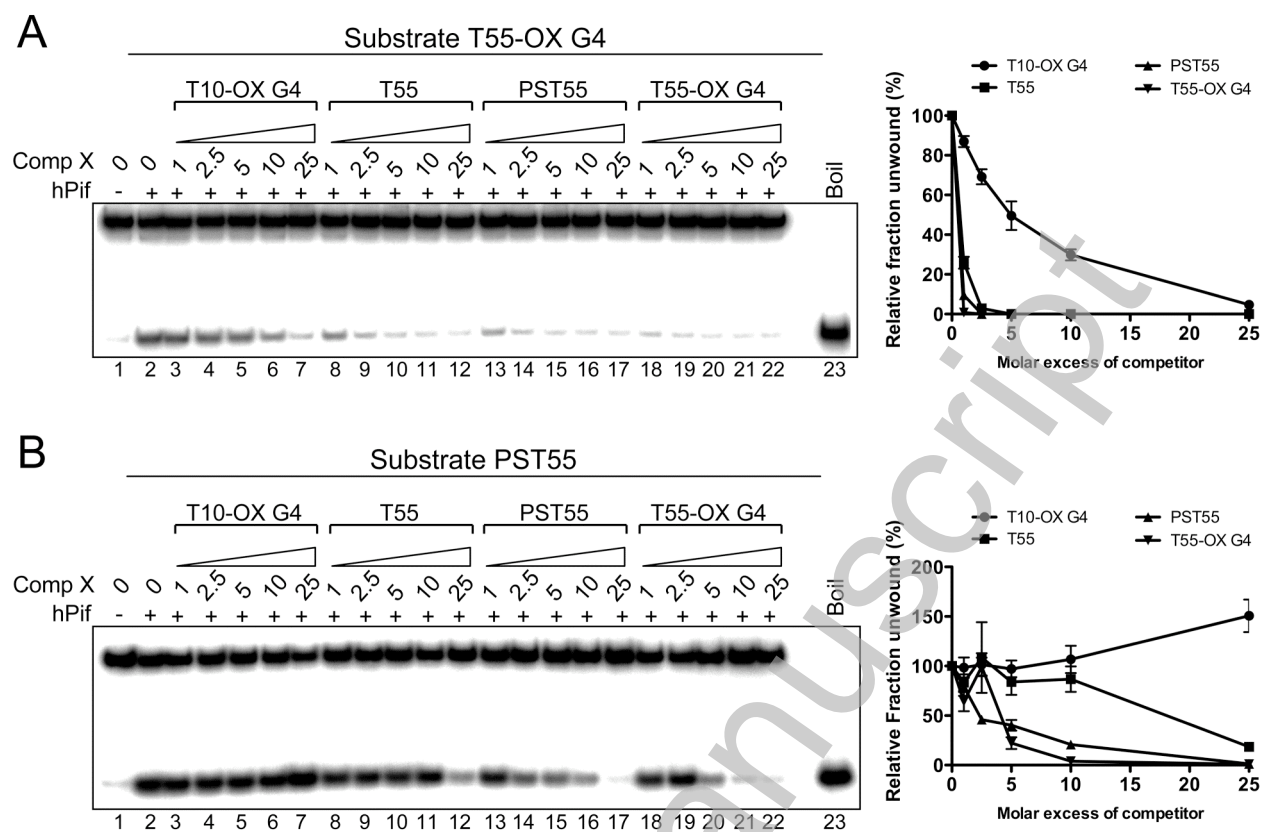 A
Substrate T55-OX G4
T10-OX G4 T55 PST55 T55-OX G4
Comp X 0 0 1 2.5 5 10 25 1 2.5 5 10 25 1 2.5 5 10 25 1 2.5 5 10 25 Boil
hPif - + + + + + + + + + + + + + + + + + + + + +
1 2 3 4 5 6 7 8 9 10 11 12 13 14 15 16 17 18 19 20 21 22 23
T10-OX G4 PST55
T55 T55-OX G4
Relative fraction unwound (%)
100
80
60
40
20
0
0 5 10 15 20 25
Molar excess of competitor
B
Substrate PST55
T10-OX G4 T55 PST55 T55-OX G4
Comp X 0 0 1 2.5 5 10 25 1 2.5 5 10 25 1 2.5 5 10 25 1 2.5 5 10 25 Boil
hPif - + + + + + + + + + + + + + + + + + + + + +
1 2 3 4 5 6 7 8 9 10 11 12 13 14 15 16 17 18 19 20 21 22 23
T10-OX G4 PST55
T55 T55-OX G4
Relative Fraction unwound (%)
200
150
100
50
0
0 5 10 15 20 25
Molar excess of competitor
anuscript